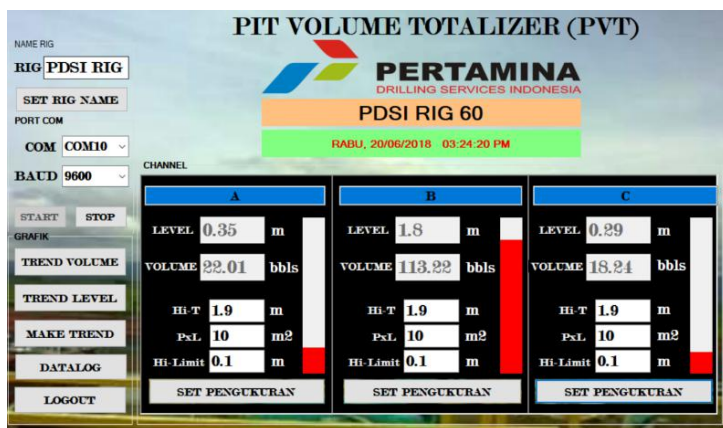 PIT VOLUME TOTALIZER (PVT)
NAME RIG
RIG PDSI RIG
SET RIG NAME
PORT COM
COM COM10
BAUD 9600
START STOP
GRAFIK
TREND VOLUME
TREND LEVEL
MAKE TREND
DATALOG
LOGOUT
PERTAMINA
DRILLING SERVICES INDONESIA
PDSI RIG 60
RABU, 20/06/2018 03:24:20 PM
CHANNEL
A
LEVEL 0.35 m
VOLUME 22.01 bbls
Hi-T 1.9 m
PxL 10 m2
Hi-Limit 0.1 m
SET PENGUKURAN
B
LEVEL 1.8 m
VOLUME 113.22 bbls
Hi-T 1.9 m
PxL 10 m2
Hi-Limit 0.1 m
SET PENGUKURAN
C
LEVEL 0.29 m
VOLUME 18.24 bbls
Hi-T 1.9 m
PxL 10 m2
Hi-Limit 0.1 m
SET PENGUKURAN